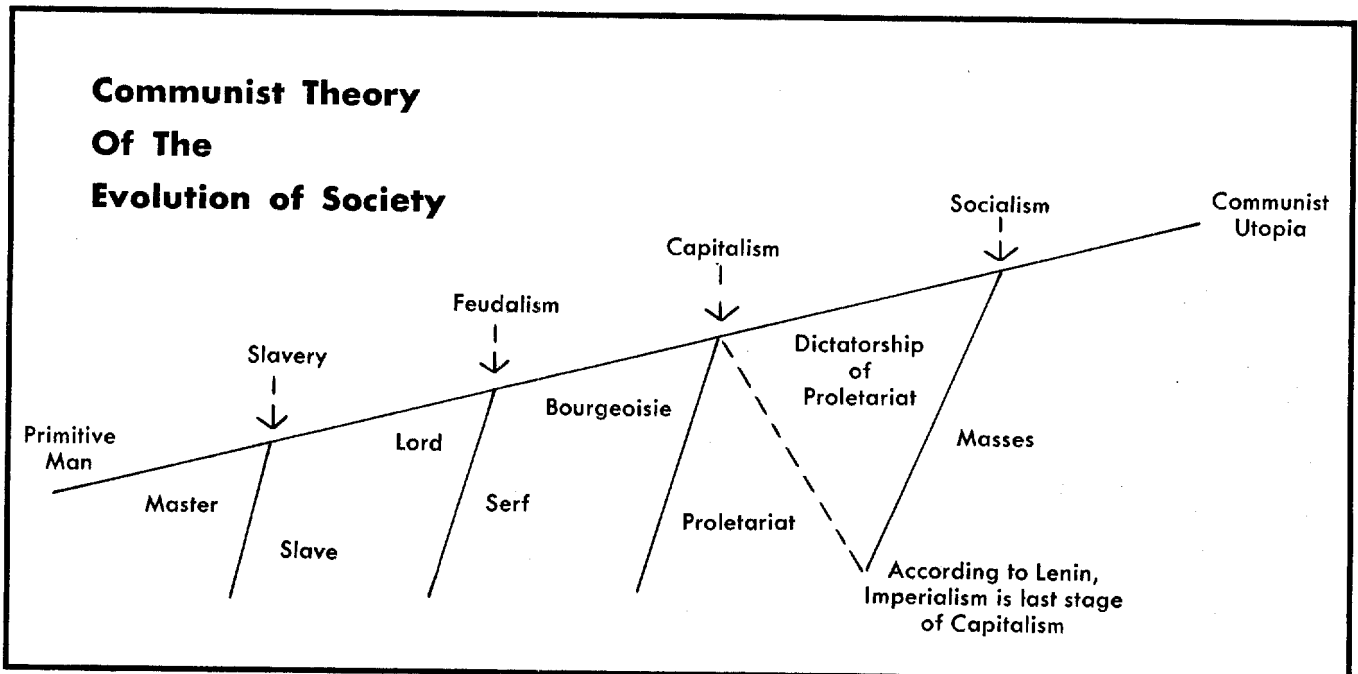 Communist Theory
Of The
Evolution of Society
Primitive
Man
Slavery
Master
Slave
Feudalism
Lord
Serf
Capitalism
Bourgeoisie
Proletariat
Socialism
Dictatorship
of
Proletariat
Masses
According to Lenin,
Imperialism is last stage
of Capitalism
Communist
Utopia